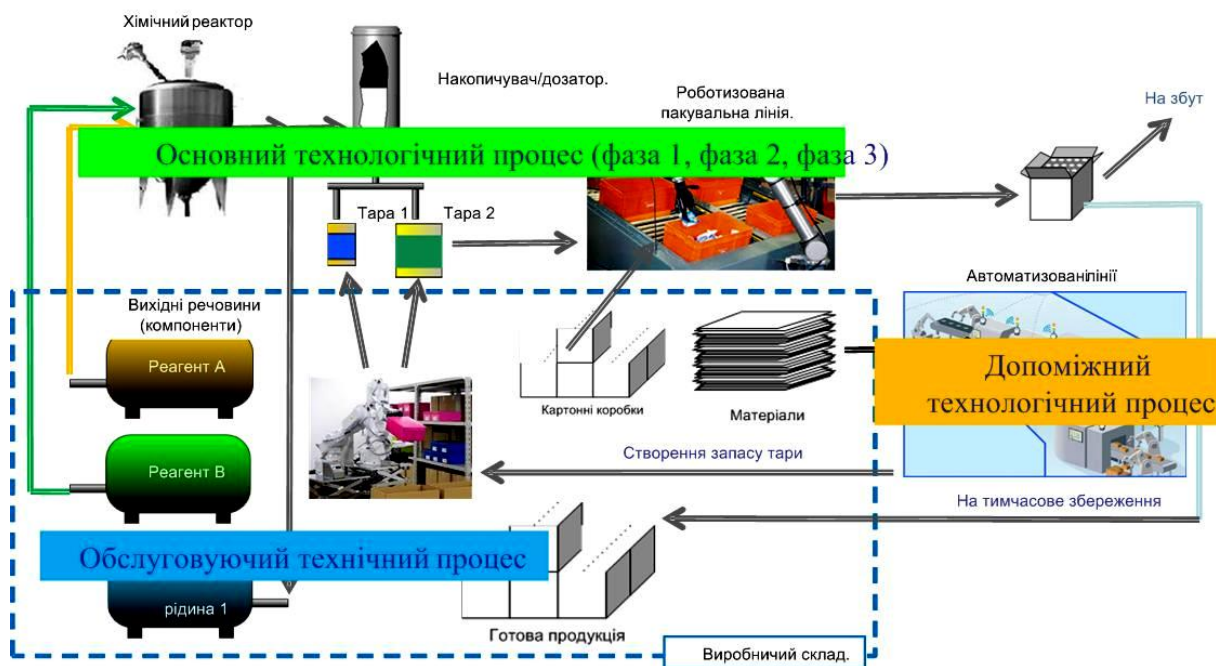 Хімічний реактор
Накопичувач/дозатор.
Роботизована
пакувальна лінія.
На збут
Основний технологічний процес (фаза 1, фаза 2, фаза 3)
Тара 1
Тара 2
Вихідні речовини
(компоненти)
Автоматизованілінії
Реагент А
Реагент В
Картонні коробки
Матеріали
Допоміжний
технологічний процес
Створення запасу тари
На тимчасове збереження
Обслуговуючий технічний процес
рідина 1
Готова продукція
Виробничий склад.